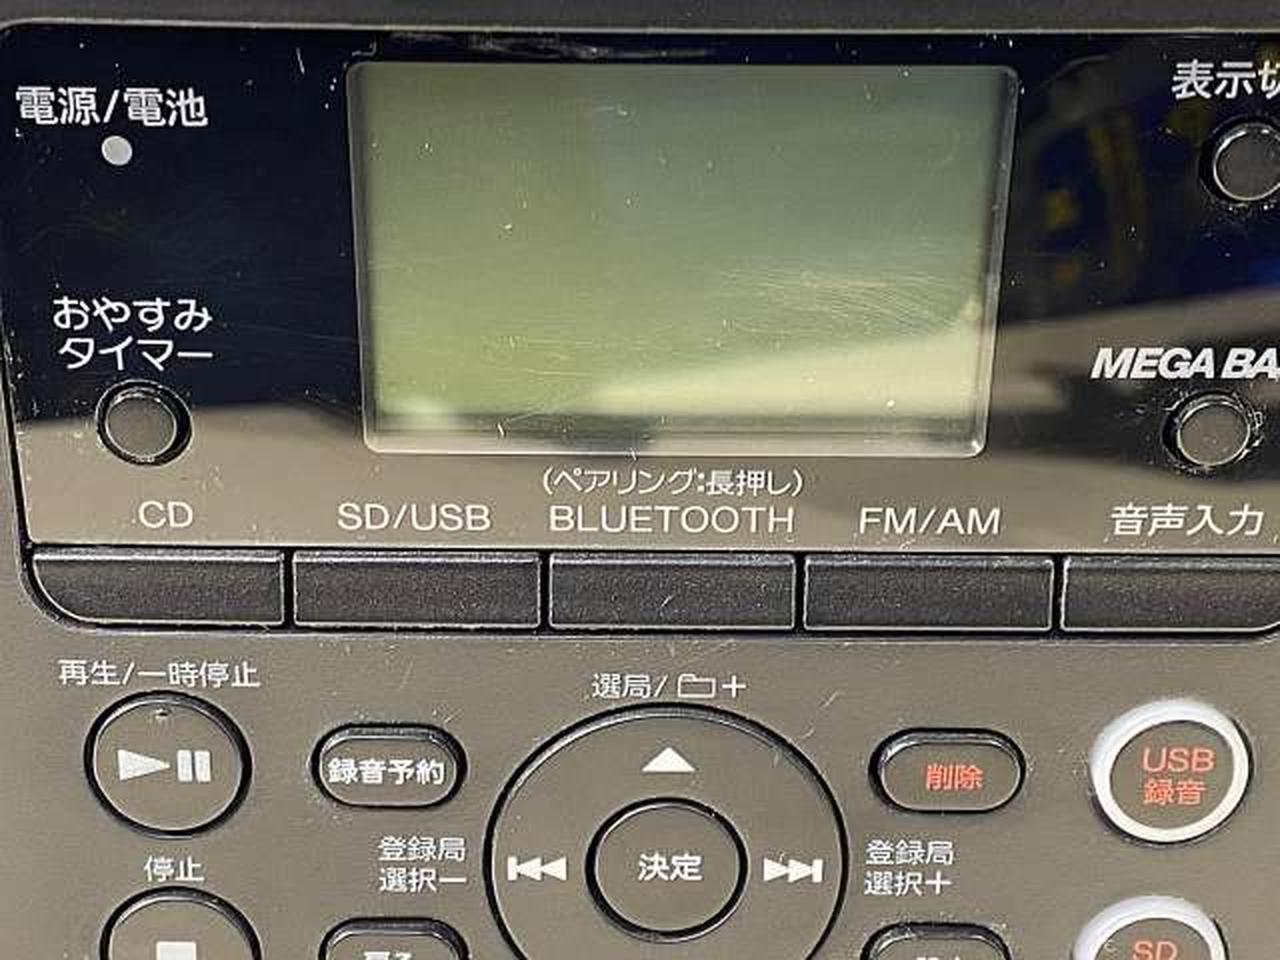 電源/電池
表示切
おやすみ
タイマー
MEGA BA
(ペアリング:長押し)
CD
SD/USB
BLUETOOTH
FM/AM
音声入力
再生/一時停止
選局/ +
録音予約
削除
USB
録音
登録局
選択ー
決定
登録局
選択+
停止
SD